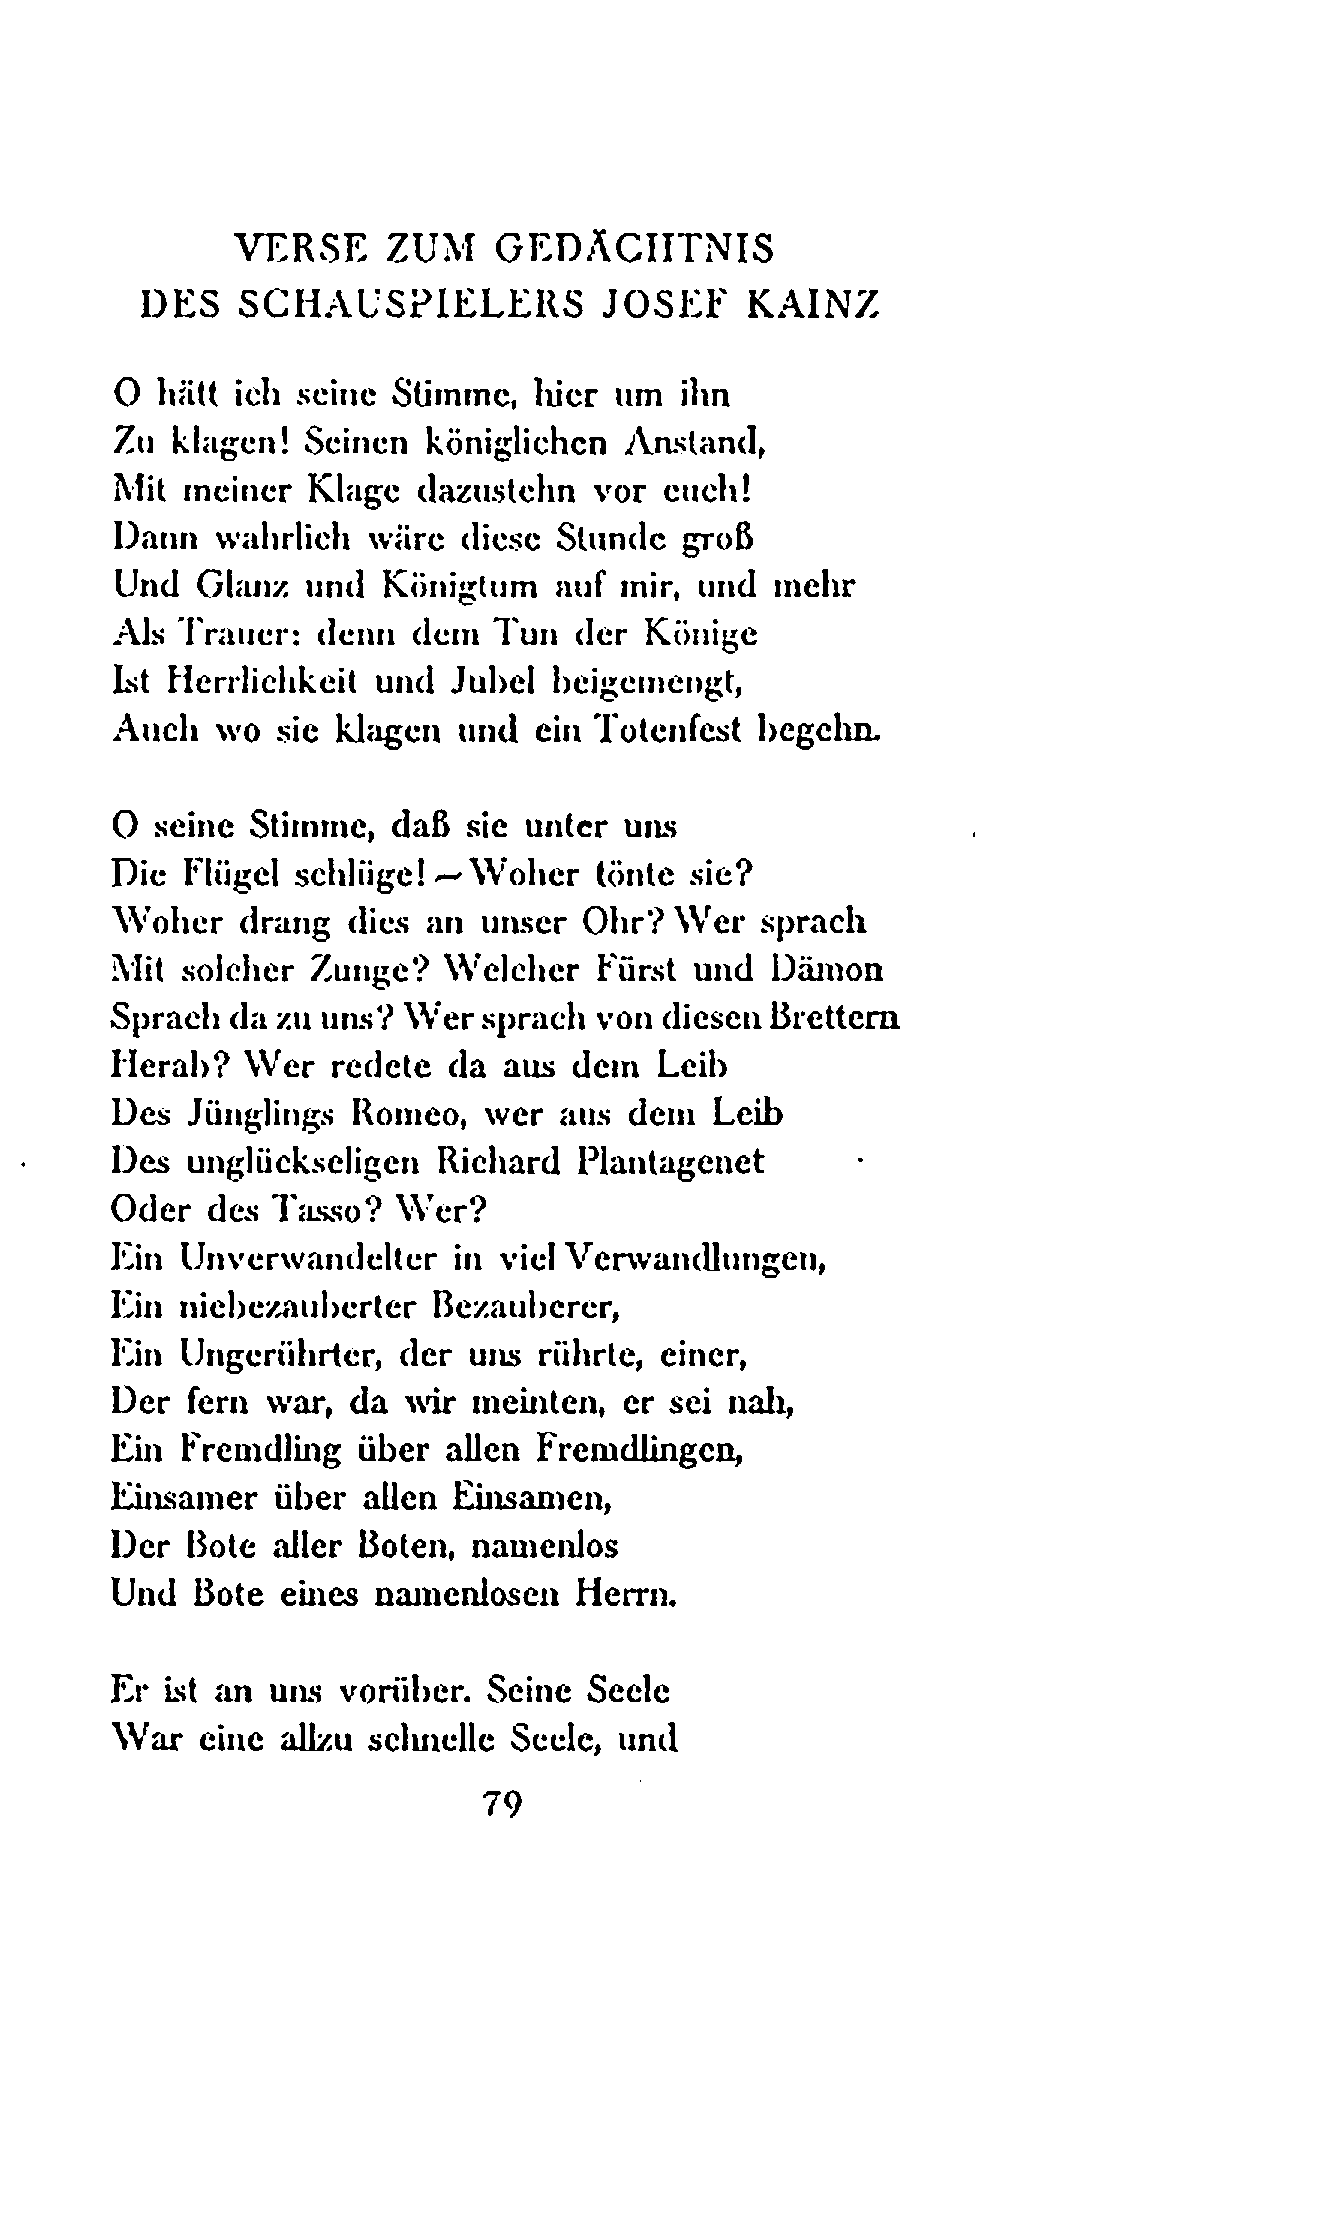 VERSE ZUM GEDÄCHTNIS
DES SCHAUSPIELERS JOSEF KAINZ
O hätt ich seine Stimme, hier um ihn
Zu klagen! Seinen königlichen Anstand,
Mit meiner Klage dazustehn vor euch!
Dann wahrlich wäre diese Stunde groß
Und Glanz und Königtum auf mir, und mehr
Als Trauer: denn dem Tun der Könige
Ist Herrlichkeit und Jubel beigemengt,
Auch wo sie klagen und ein Totenfest begehn.
O seine Stimme, daß sie unter uns
Die Flügel schlüge! – Woher tönte sie?
Woher drang dies an unser Ohr? Wer sprach
Mit solcher Zunge? Welcher Fürst und Dämon
Sprach da zu uns? Wer sprach von diesen Brettern
Herab? Wer redete da aus dem Leib
Des Jünglings Romeo, wer aus dem Leib
Des unglückseligen Richard Plantagenet
Oder des Tasso? Wer?
Ein Unverwandelter in viel Verwandlungen,
Ein niebezauberter Bezauberer,
Ein Ungerührter, der uns rührte, einer,
Der fern war, da wir meinten, er sei nah,
Ein Fremdling über allen Fremdlingen,
Einsamer über allen Einsamen,
Der Bote aller Boten, namenlos
Und Bote eines namenlosen Herrn.
Er ist an uns vorüber. Seine Seele
War eine allzu schnelle Seele, und
79